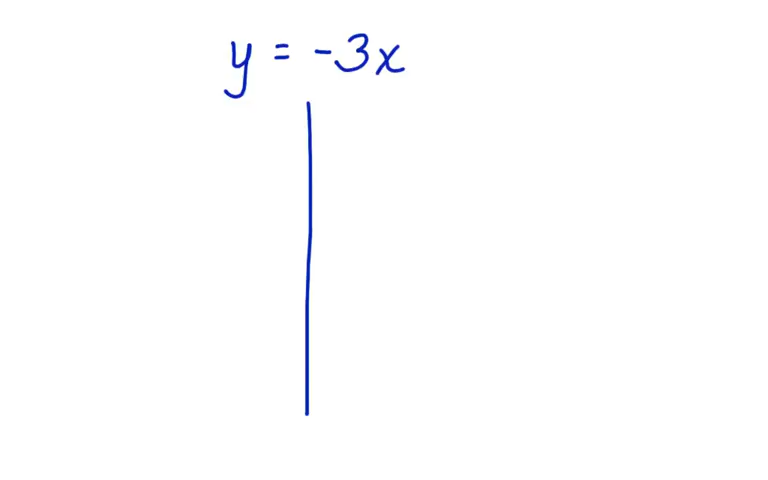 y = -3x